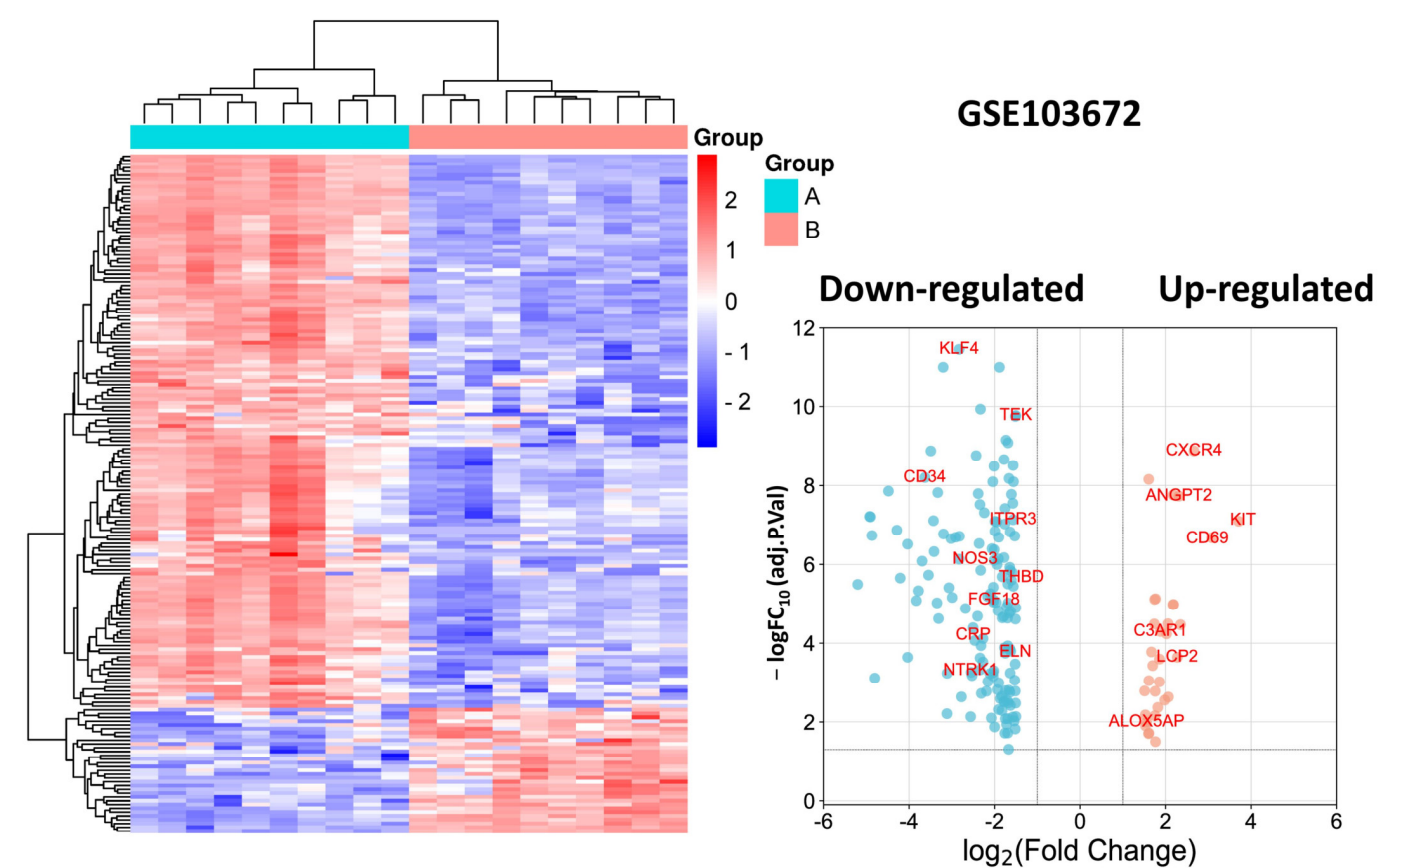 GSE103672
Group
2
1
0
- 1
- 2
Group
A
B
Down-regulated
Up-regulated
12
10
8
6
4
2
0
– logFC₁₀ (adj.P.Val)
KLF4
TEK
CXCR4
CD34
ANGPT2
ITPR3
KIT
CD69
NOS3
THBD
FGF18
CRP
C3AR1
ELN
LCP2
NTRK1
ALOX5AP
-6
-4
-2
0
2
4
6
log₂(Fold Change)